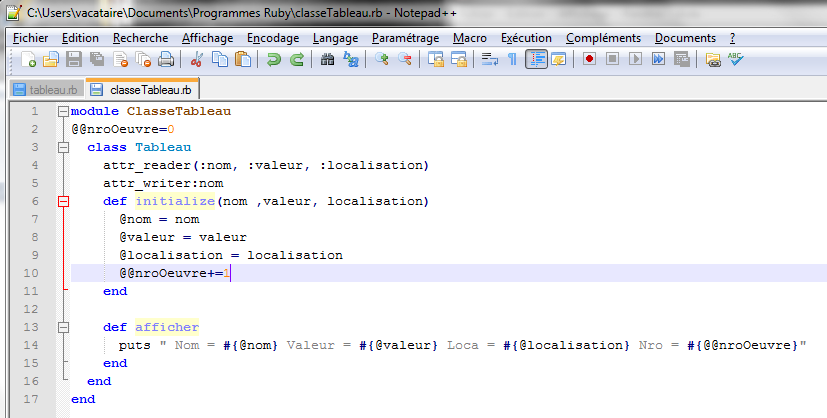 C:\Users\vacataire\Documents\Programmes Ruby\classeTableau.rb - Notepad++
Fichier Edition Recherche Affichage Encodage Langage Paramétrage Macro Exécution Compléments Documents ?
tableau.rb classeTableau.rb
1 module ClasseTableau
2 @@nroOeuvre=0
3 class Tableau
4 attr_reader(:nom, :valeur, :localisation)
5 attr_writer:nom
6 def initialize(nom ,valeur, localisation)
7 @nom = nom
8 @valeur = valeur
9 @localisation = localisation
10 @@nroOeuvre+=1
11 end
12
13 def afficher
14 puts " Nom = #{@nom} Valeur = #{@valeur} Loca = #{@localisation} Nro = #{@@nroOeuvre}"
15 end
16 end
17 end